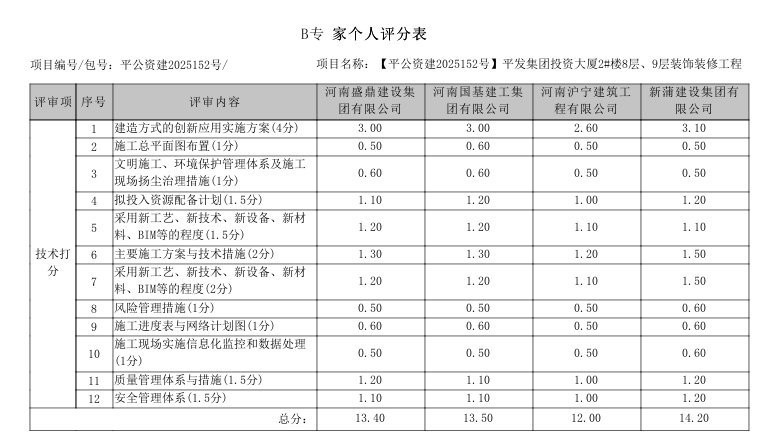 B专 家个人评分表
项目编号/包号: 平公资建2025152号/ 项目名称: 【平公资建2025152号】平发集团投资大厦2#楼8层、9层装饰装修工程
评审项 序号 评审内容 河南盛鼎建设集 河南国基建工集 河南沪宁建筑工 新蒲建设集团有
团有限公司 团有限公司 程有限公司 限公司
1 建造方式的创新应用实施方案(4分) 3.00 3.00 2.60 3.10
2 施工总平面图布置(1分) 0.50 0.60 0.50 0.50
3 文明施工、环境保护管理体系及施工
现场扬尘治理措施(1分) 0.60 0.60 0.50 0.50
4 拟投入资源配备计划(1.5分) 1.10 1.20 1.00 1.20
5 采用新工艺、新技术、新设备、新材
料、BIM等的程度(1.5分) 1.20 1.20 1.10 1.10
技术打
分
6 主要施工方案与技术措施(2分) 1.30 1.30 1.20 1.50
7 采用新工艺、新技术、新设备、新材
料、BIM等的程度(2分) 1.20 1.20 1.10 1.50
8 风险管理措施(1分) 0.50 0.50 0.50 0.60
9 施工进度表与网络计划图(1分) 0.60 0.60 0.50 0.60
10 施工现场实施信息化监控和数据处理
(1分) 0.50 0.50 0.50 0.60
11 质量管理体系与措施(1.5分) 1.20 1.10 1.00 1.20
12 安全管理体系(1.5分) 1.10 1.10 1.00 1.20
总分: 13.40 13.50 12.00 14.20